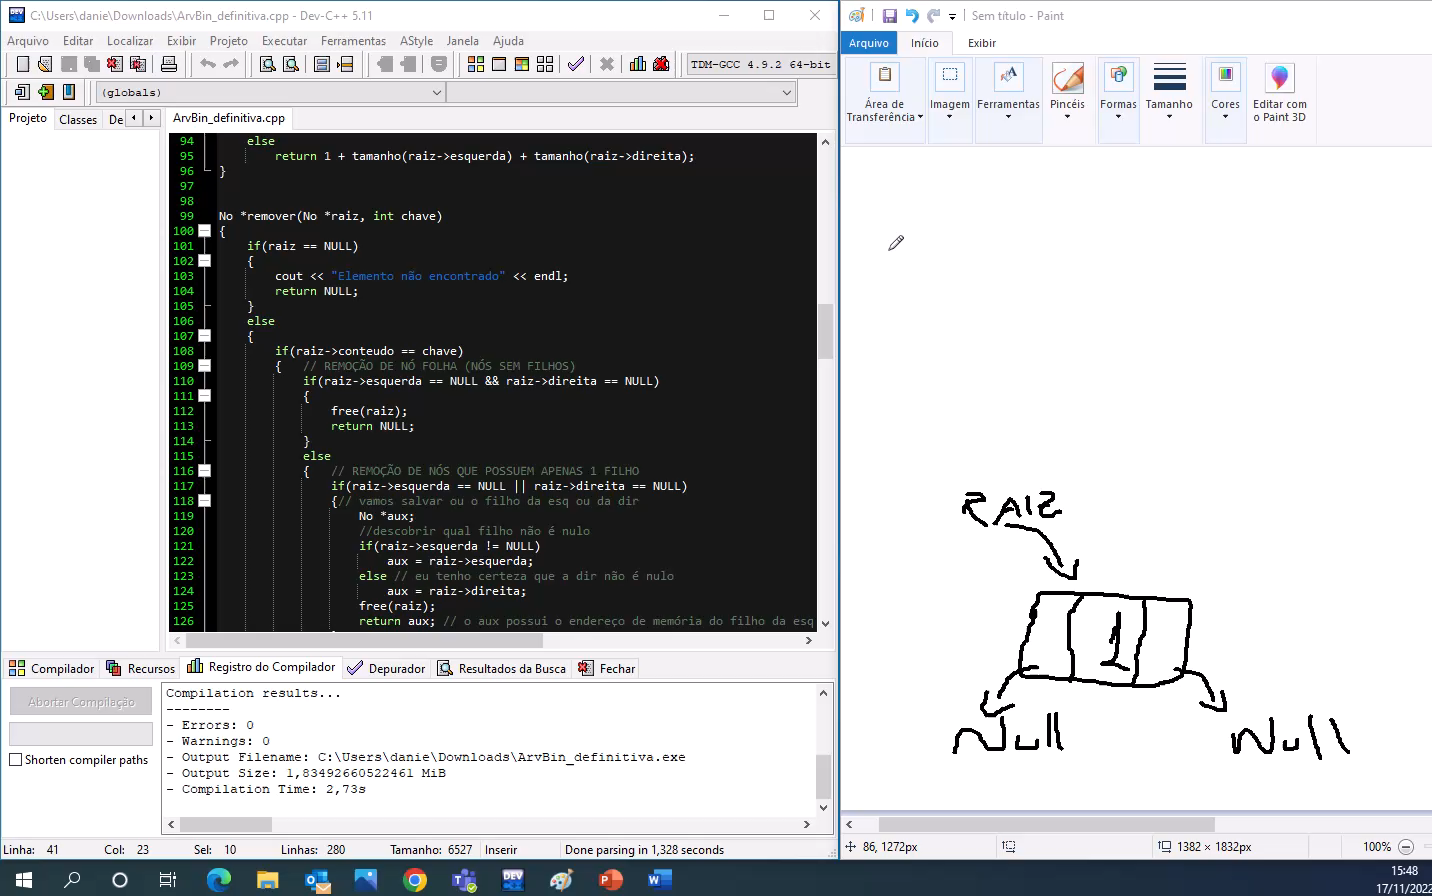 C:\Users\danie\Downloads\ArvBin_definitiva.cpp - Dev-C++ 5.11
Arquivo Editar Localizar Exibir Projeto Executar Ferramentas AStyle Janela Ajuda
TDM-GCC 4.9.2 64-bit
(globals)
Projeto Classes De
ArvBin_definitiva.cpp
94 else
95 return 1 + tamanho(raiz->esquerda) + tamanho(raiz->direita);
96 }
97
98
99 No *remover(No *raiz, int chave)
100 {
101 if(raiz == NULL)
102 {
103 cout << "Elemento não encontrado" << endl;
104 return NULL;
105 }
106 else
107 {
108 if(raiz->conteudo == chave)
109 { // REMOÇÃO DE NÓ FOLHA (NÓS SEM FILHOS)
110 if(raiz->esquerda == NULL && raiz->direita == NULL)
111 {
112 free(raiz);
113 return NULL;
114 }
115 else
116 { // REMOÇÃO DE NÓS QUE POSSUEM APENAS 1 FILHO
117 if(raiz->esquerda == NULL || raiz->direita == NULL)
118 {// vamos salvar ou o filho da esq ou da dir
119 No *aux;
120 //descobrir qual filho não é nulo
121 if(raiz->esquerda != NULL)
122 aux = raiz->esquerda;
123 else // eu tenho certeza que a dir não é nulo
124 aux = raiz->direita;
125 free(raiz);
126 return aux; // o aux possui o endereço de memória do filho da esq
Compilador Recursos Registro do Compilador Depurador Resultados da Busca Fechar
Abortar Compilação
Shorten compiler paths
Compilation results...
--------
- Errors: 0
- Warnings: 0
- Output Filename: C:\Users\danie\Downloads\ArvBin_definitiva.exe
- Output Size: 1,83492660522461 MiB
- Compilation Time: 2,73s
Linha: 41 Col: 23 Sel: 10 Linhas: 280 Tamanho: 6527 Inserir Done parsing in 1,328 seconds
Sem título - Paint
Arquivo Início Exibir
Área de Transferência
Imagem
Ferramentas
Pincéis
Formas
Tamanho
Cores
Editar com o Paint 3D
RAIZ
1
Null Null
86, 1272px 1382 × 1832px 100%
DEV
15:48
17/11/2022